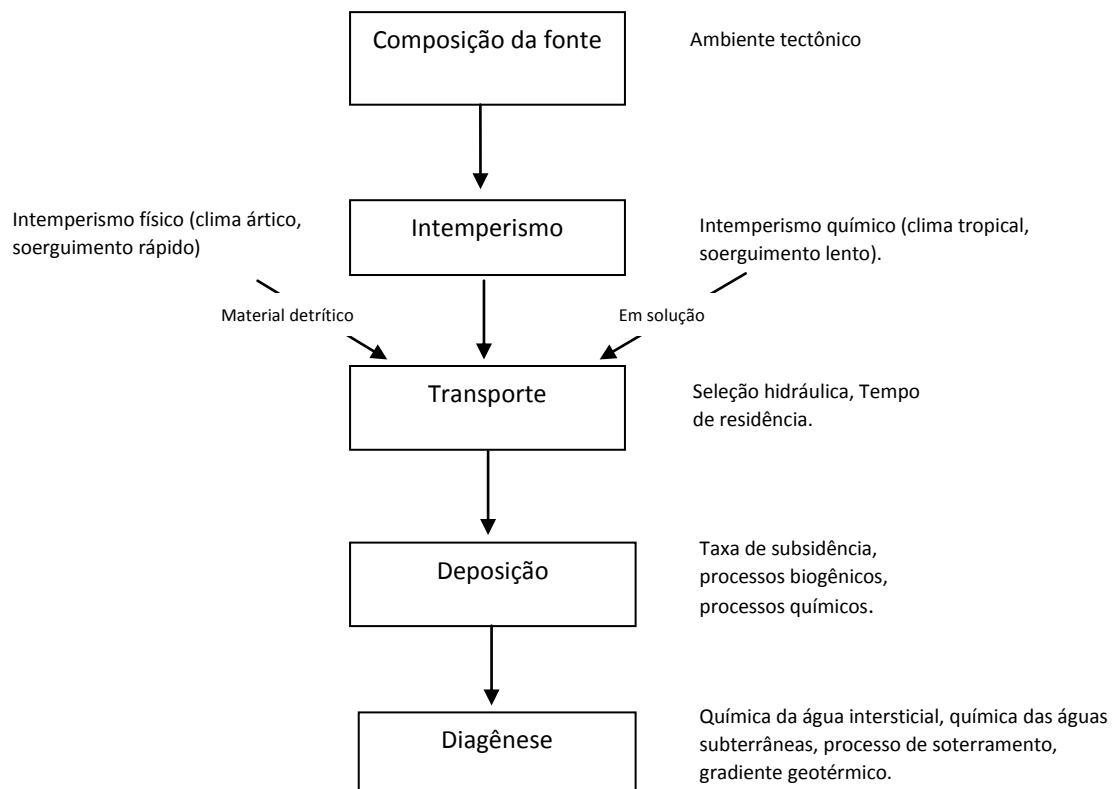 Composição da fonte
Ambiente tectônico
Intemperismo físico (clima ártico,
soerguimento rápido)
Intemperismo
Intemperismo químico (clima tropical,
soerguimento lento).
Material detrítico
Em solução
Transporte
Seleção hidráulica, Tempo
de residência.
Deposição
Taxa de subsidência,
processos biogênicos,
processos químicos.
Diagênese
Química da água intersticial, química das águas
subterrâneas, processo de soterramento,
gradiente geotérmico.